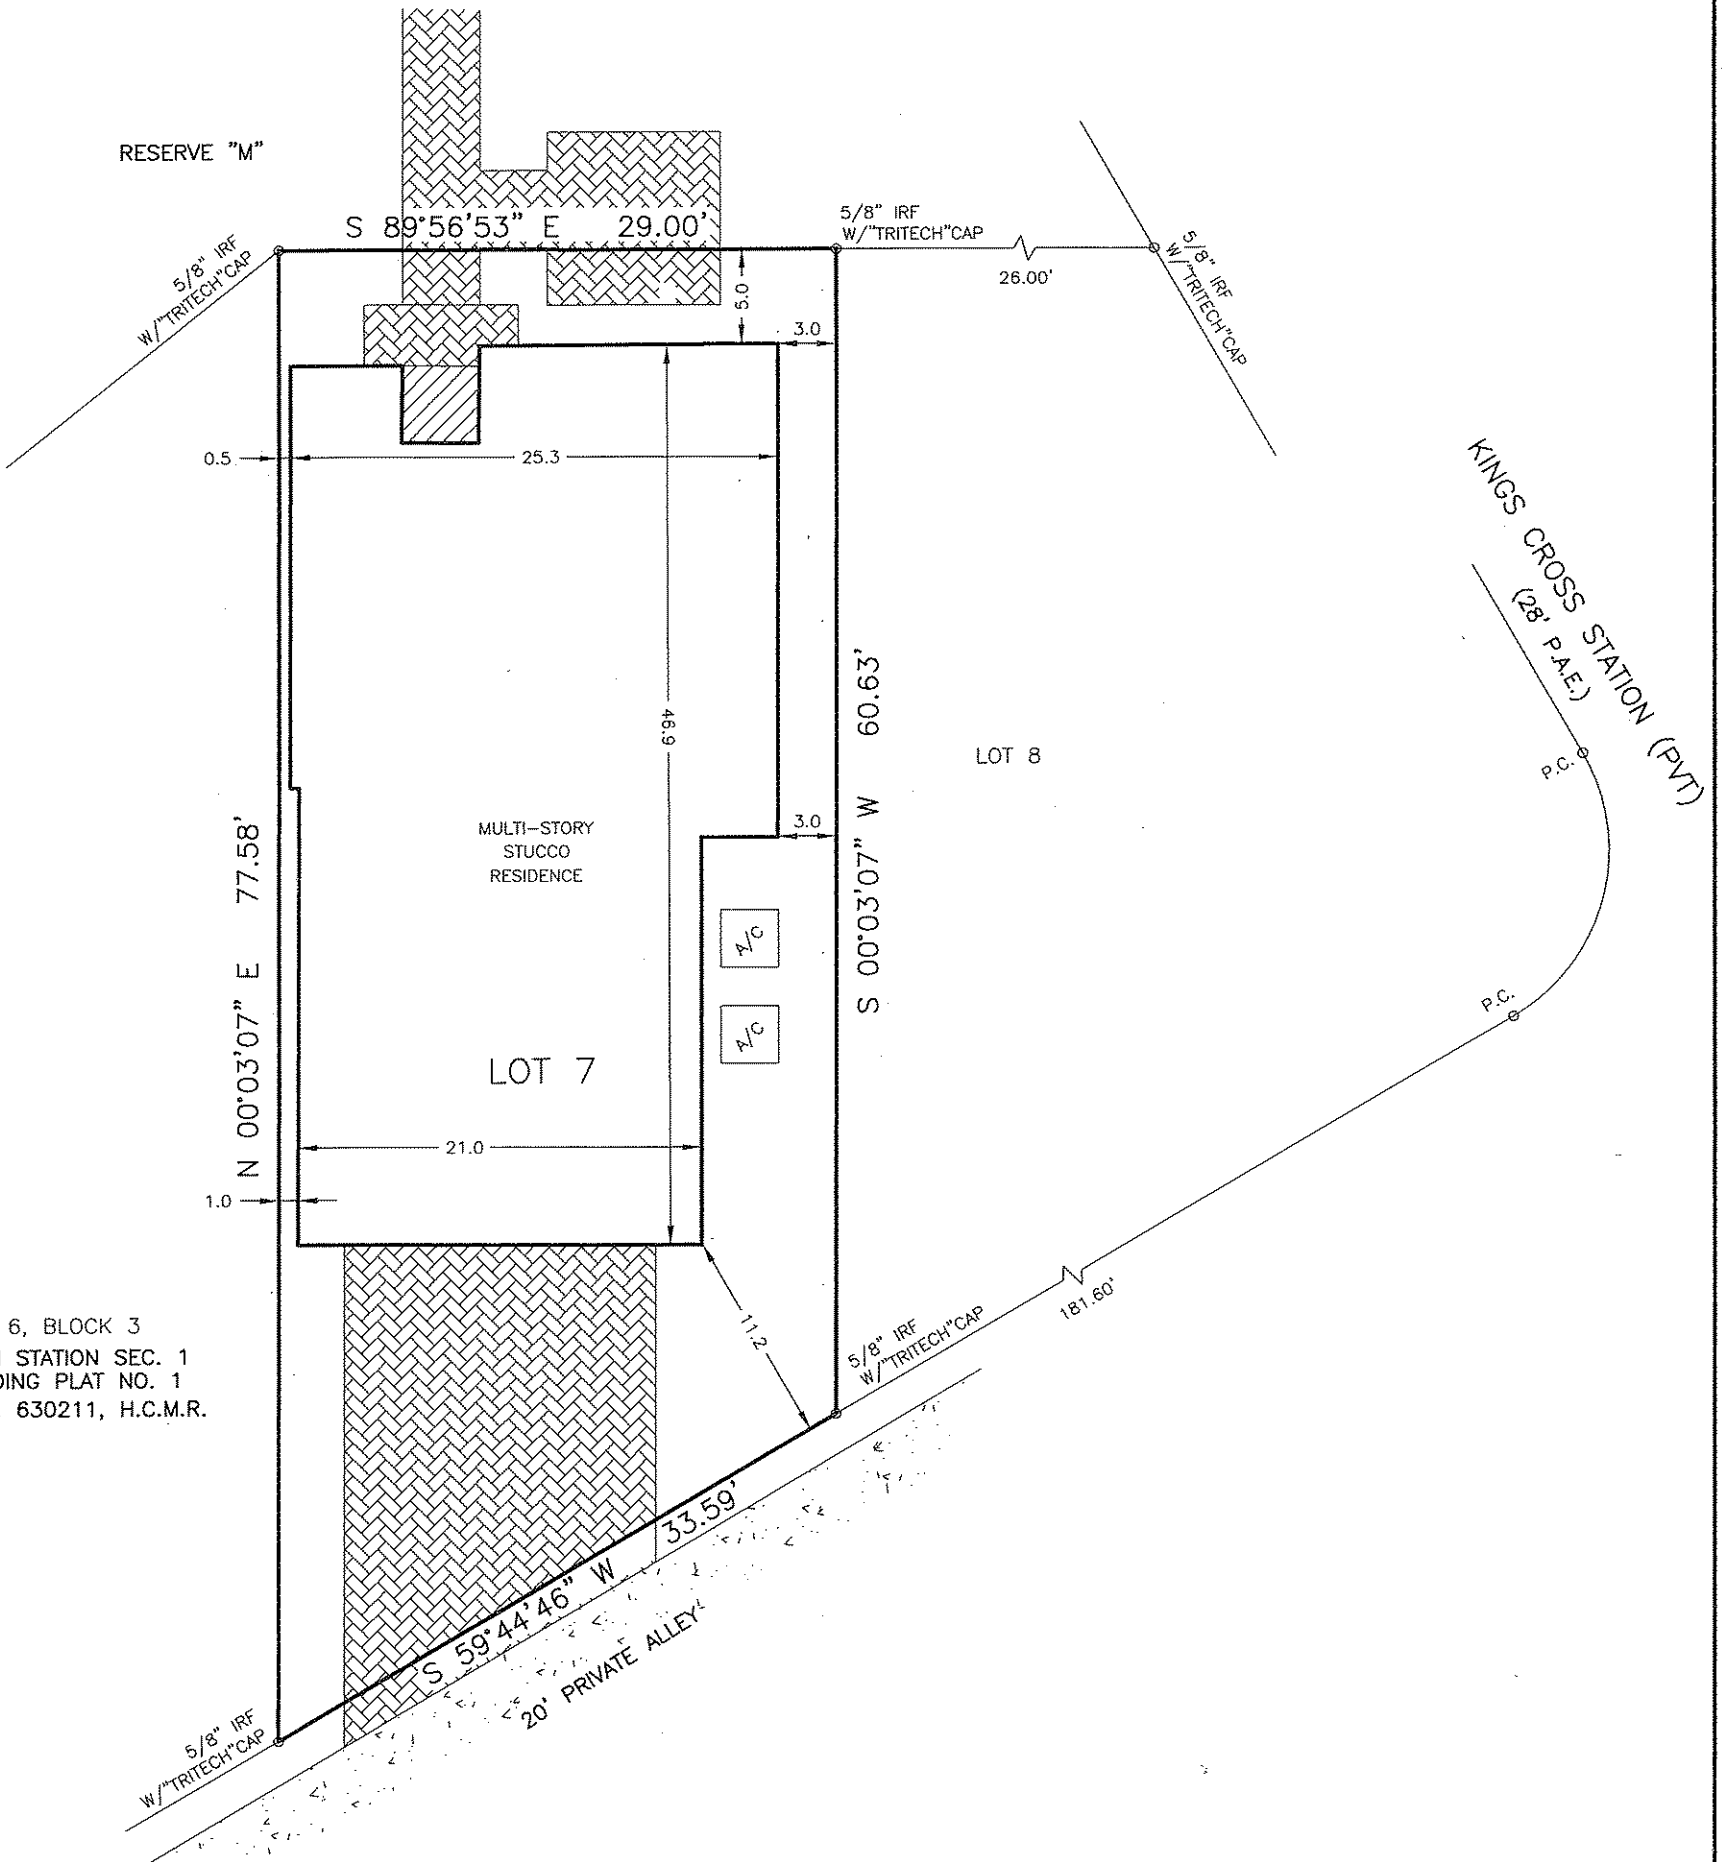 RESERVE "M"
S 89°56'53" E 29.00'
5/8" IRF
W/"TRITECH"CAP
5/8" IRF
W/"TRITECH"CAP
26.00'
5/8" IRF
W/"TRITECH"CAP
5.0
3.0
0.5
25.3
KINGS CROSS STATION (PVT)
(28' P.A.E.)
46.9
S 00°03'07" W 60.63'
LOT 8
P.C.
MULTI-STORY
STUCCO
RESIDENCE
3.0
N 00°03'07" E 77.58'
A/C
A/C
P.C.
LOT 7
21.0
1.0
11.2
181.60'
6, BLOCK 3
STATION SEC. 1
DING PLAT NO. 1
630211, H.C.M.R.
5/8" IRF
W/"TRITECH"CAP
S 59°44'46" W 33.59'
20' PRIVATE ALLEY
5/8" IRF
W/"TRITECH"CAP